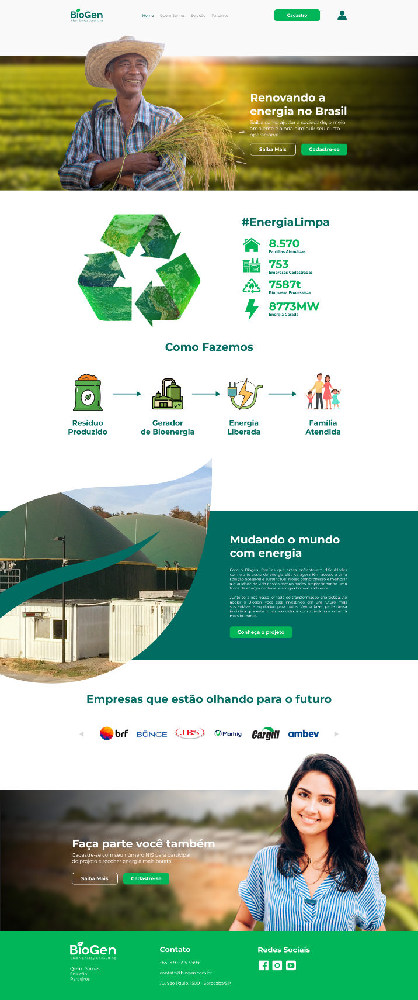 BioGen
Clean Energy Consulting
Home
Quem Somos
Solução
Parceiros
Cadastro
Renovando a
energia no Brasil
Saiba como ajudar a sociedade, o meio
ambiente e ainda diminuir seu custo
operacional.
Saiba Mais
Cadastre-se
#EnergiaLimpa
8.570
Famílias Atendidas
753
Empresas Cadastradas
7587t
Biomassa Processada
8773MW
Energia Gerada
Como Fazemos
Resíduo
Produzido
Gerador
de Bioenergia
Energia
Liberada
Família
Atendida
Mudando o mundo
com energia
Com o Biogen, famílias que antes enfrentavam dificuldades
com o alto custo da energia elétrica agora têm acesso a uma
solução acessível e sustentável. Nosso compromisso é melhorar
a qualidade de vida dessas comunidades, proporcionando uma
fonte de energia confiável e amiga do meio ambiente.
Junte-se a nós nessa jornada de transformação energética. Ao
apoiar o Biogen, você está investindo em um futuro mais
sustentável e equitativo para todos. Venha fazer parte dessa
iniciativa que está mudando vidas e construindo um amanhã
mais brilhante.
Conheça o projeto
Empresas que estão olhando para o futuro
brf
BUNGE
JBS
Marfrig
Cargill
ambev
Faça parte você também
Cadastre-se com seu número NIS para participar
do projeto e receber energia mais barata.
Saiba Mais
Cadastre-se
BioGen
Clean Energy Consulting
Quem Somos
Solução
Parceiros
Contato
+55 15 9 9999-9999
contato@biogen.com.br
Av. São Paulo, 1500 - Sorocaba/SP
Redes Sociais